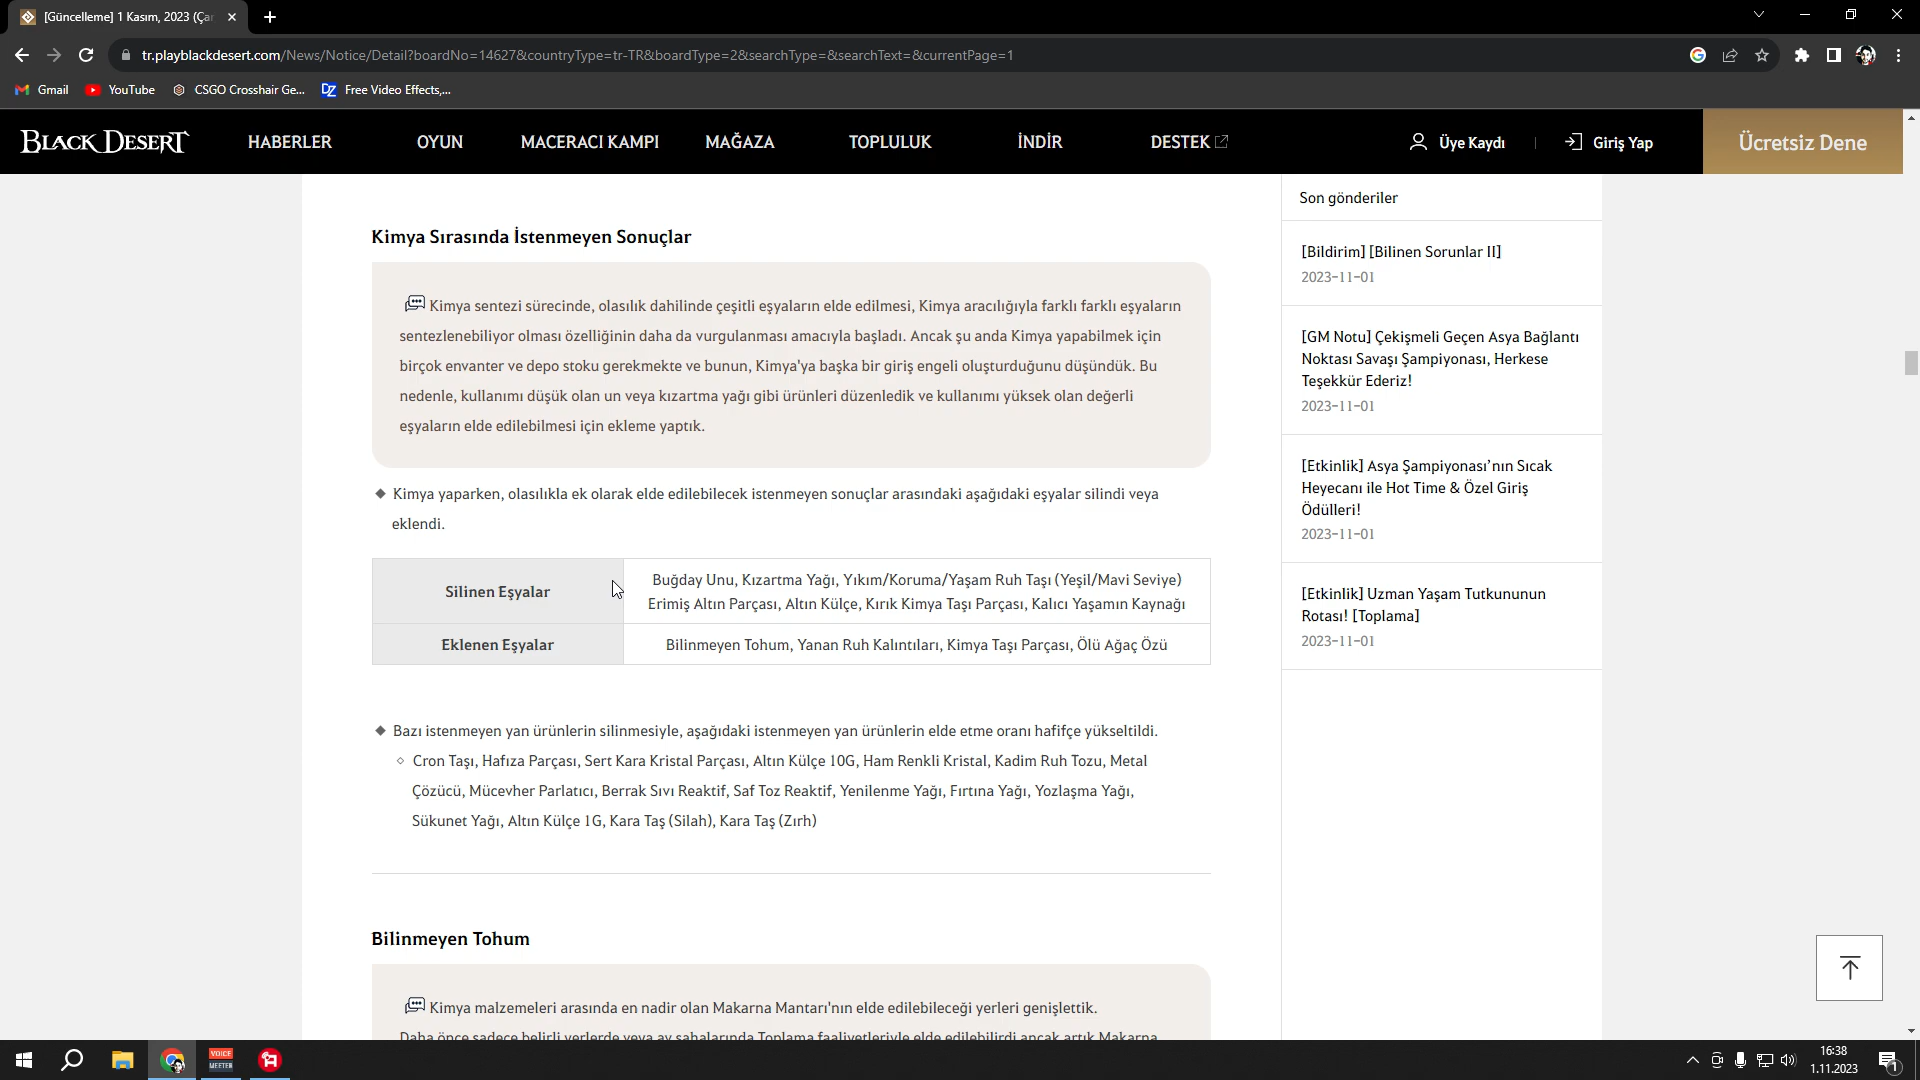 [Güncelleme] 1 Kasım, 2023 (Ça
tr.playblackdesert.com/News/Notice/Detail?boardNo=14627&countryType=tr-TR&boardType=2&searchType=&searchText=&currentPage=1
Gmail YouTube CSGO Crosshair Ge... Free Video Effects,...
BLACK DESERT HABERLER OYUN MACERACI KAMPI MAĞAZA TOPLULUK İNDİR DESTEK Üye Kaydı Giriş Yap Ücretsiz Dene
Kimya Sırasında İstenmeyen Sonuçlar
Kimya sentezi sürecinde, olasılık dahilinde çeşitli eşyaların elde edilmesi, Kimya aracılığıyla farklı farklı eşyaların
sentezlenebiliyor olması özelliğinin daha da vurgulanması amacıyla başladı. Ancak şu anda Kimya yapabilmek için
birçok envanter ve depo stoku gerekmekte ve bunun, Kimya'ya başka bir giriş engeli oluşturduğunu düşündük. Bu
nedenle, kullanımı düşük olan un veya kızartma yağı gibi ürünleri düzenledik ve kullanımı yüksek olan değerli
eşyaların elde edilebilmesi için ekleme yaptık.
◆ Kimya yaparken, olasılıkla ek olarak elde edilebilecek istenmeyen sonuçlar arasındaki aşağıdaki eşyalar silindi veya
eklendi.
Silinen Eşyalar
Buğday Unu, Kızartma Yağı, Yıkım/Koruma/Yaşam Ruh Taşı (Yeşil/Mavi Seviye)
Erimiş Altın Parçası, Altın Külçe, Kırık Kimya Taşı Parçası, Kalıcı Yaşamın Kaynağı
Eklenen Eşyalar
Bilinmeyen Tohum, Yanan Ruh Kalıntıları, Kimya Taşı Parçası, Ölü Ağaç Özü
◆ Bazı istenmeyen yan ürünlerin silinmesiyle, aşağıdaki istenmeyen yan ürünlerin elde etme oranı hafifçe yükseltildi.
◇ Cron Taşı, Hafıza Parçası, Sert Kara Kristal Parçası, Altın Külçe 10G, Ham Renkli Kristal, Kadim Ruh Tozu, Metal
Çözücü, Mücevher Parlatıcı, Berrak Sıvı Reaktif, Saf Toz Reaktif, Yenilenme Yağı, Fırtına Yağı, Yozlaşma Yağı,
Sükunet Yağı, Altın Külçe 1G, Kara Taş (Silah), Kara Taş (Zırh)
Bilinmeyen Tohum
Kimya malzemeleri arasında en nadir olan Makarna Mantarı'nın elde edilebileceği yerleri genişlettik.
Daha önce sadece belirli yerlerde veya ay sahalarında Toplama faaliyetleriyle elde edilebilirdi ancak artık Makarna
Son gönderiler
[Bildirim] [Bilinen Sorunlar II]
2023-11-01
[GM Notu] Çekişmeli Geçen Asya Bağlantı
Noktası Savaşı Şampiyonası, Herkese
Teşekkür Ederiz!
2023-11-01
[Etkinlik] Asya Şampiyonası’nın Sıcak
Heyecanı ile Hot Time & Özel Giriş
Ödülleri!
2023-11-01
[Etkinlik] Uzman Yaşam Tutkununun
Rotası! [Toplama]
2023-11-01
VOICE
MEETER
16:38
1.11.2023
1